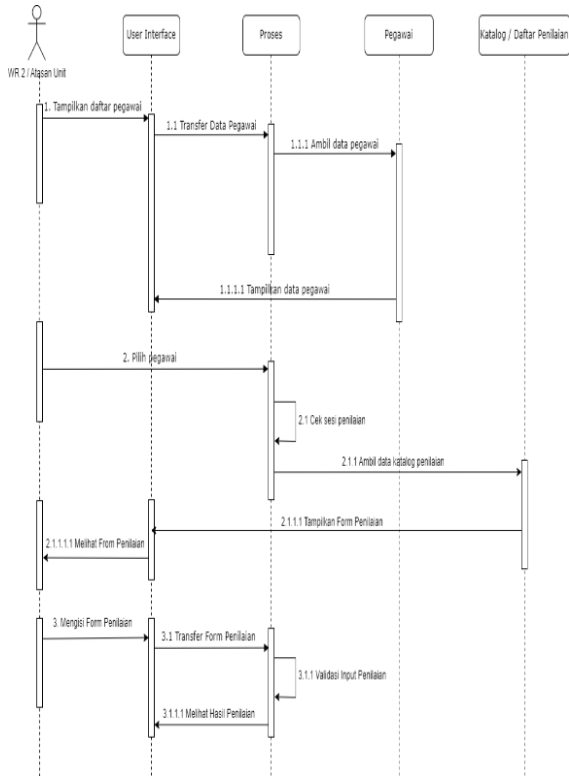 User Interface
Proses
Pegawai
Katalog / Daftar Penilaian
WR 2 / Atasan Unit
1. Tampilkan daftar pegawai
1.1 Transfer Data Pegawai
1.1.1 Ambil data pegawai
1.1.1.1 Tampilkan data pegawai
2. Pilih pegawai
2.1 Cek sesi penilaian
2.1.1 Ambil data katalog penilaian
2.1.1.1 Tampilkan Form Penilaian
2.1.1.1.1 Melihat From Penilaian
3. Mengisi Form Penilaian
3.1 Transfer Form Penilaian
3.1.1 Validasi Input Penilaian
3.1.1.1 Melihat Hasil Penilaian